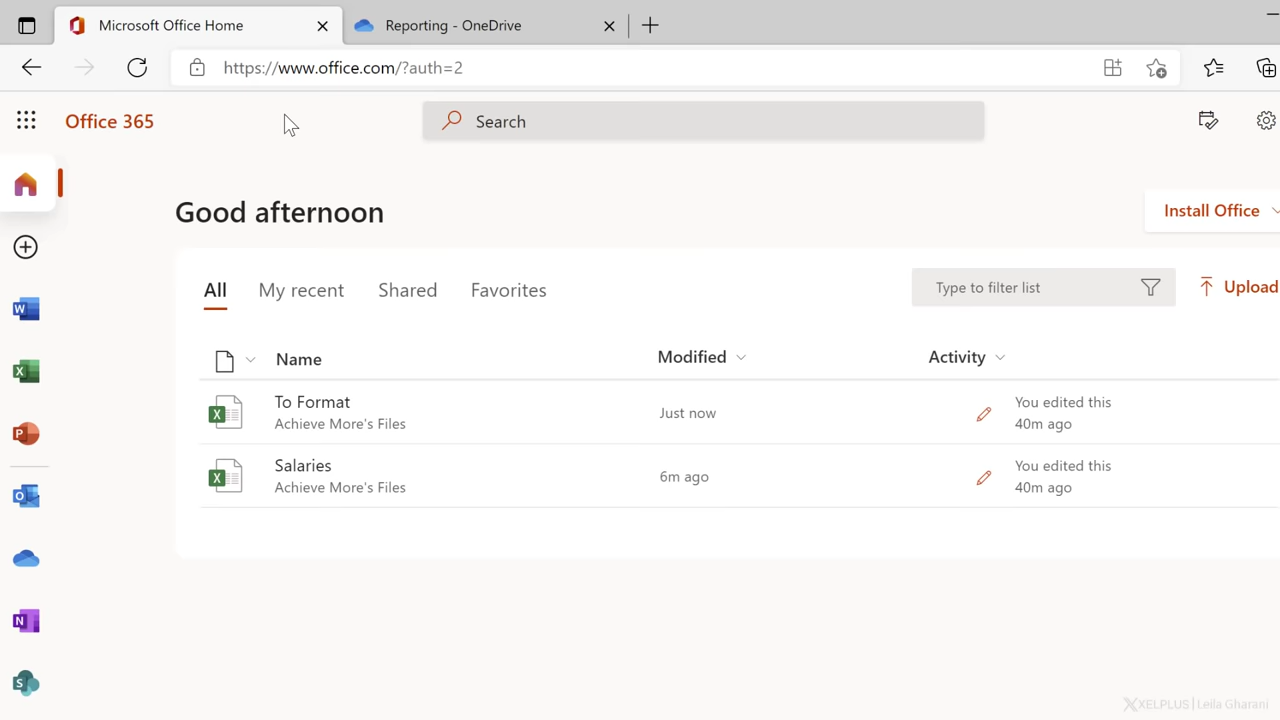 Microsoft Office Home
Reporting - OneDrive
https://www.office.com/?auth=2
Office 365
Search
Good afternoon
Install Office
All
My recent
Shared
Favorites
Type to filter list
Upload
Name
Modified
Activity
To Format
Achieve More's Files
Just now
You edited this
40m ago
Salaries
Achieve More's Files
6m ago
You edited this
40m ago
W
X
P
O
N
S
X
X
XELPLUS | Leila Gharani